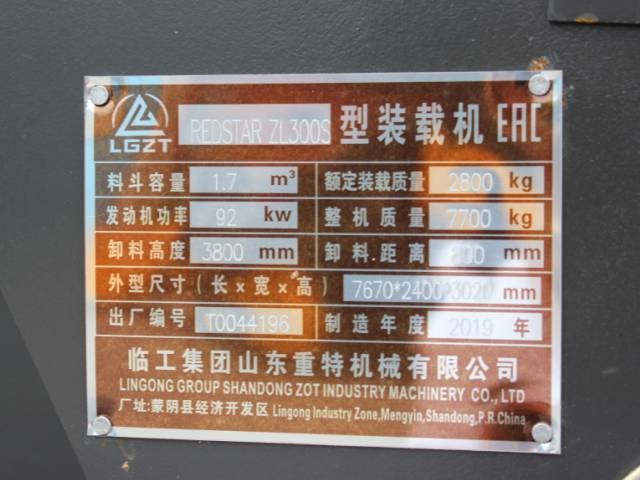 LGZT REDSTAR ZL300S 型装载机 EAC
料斗容量 1.7 m³ 额定装载质量 2800 kg
发动机功率 92 kw 整机质量 7700 kg
卸料高度 3800 mm 卸料.距离 800 mm
外型尺寸(长×宽×高) 7670*2400*3020 mm
出厂编号 T0044196 制造年度 2019 年
临工集团山东重特机械有限公司
LINGONG GROUP SHANDONG ZOT INDUSTRY MACHINERY CO., LTD
厂址:蒙阴县经济开发区 Lingong Industry Zone,Mengyin,Shandong,P.R.China